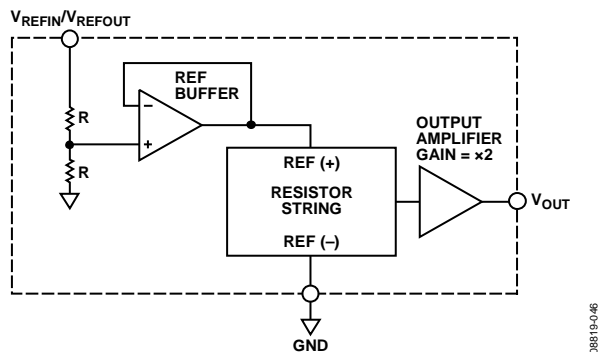 VREFIN/VREFOUT
REF
BUFFER
R
R
–
+
OUTPUT
AMPLIFIER
GAIN = ×2
REF (+)
RESISTOR
STRING
REF (–)
VOUT
GND
08819-046